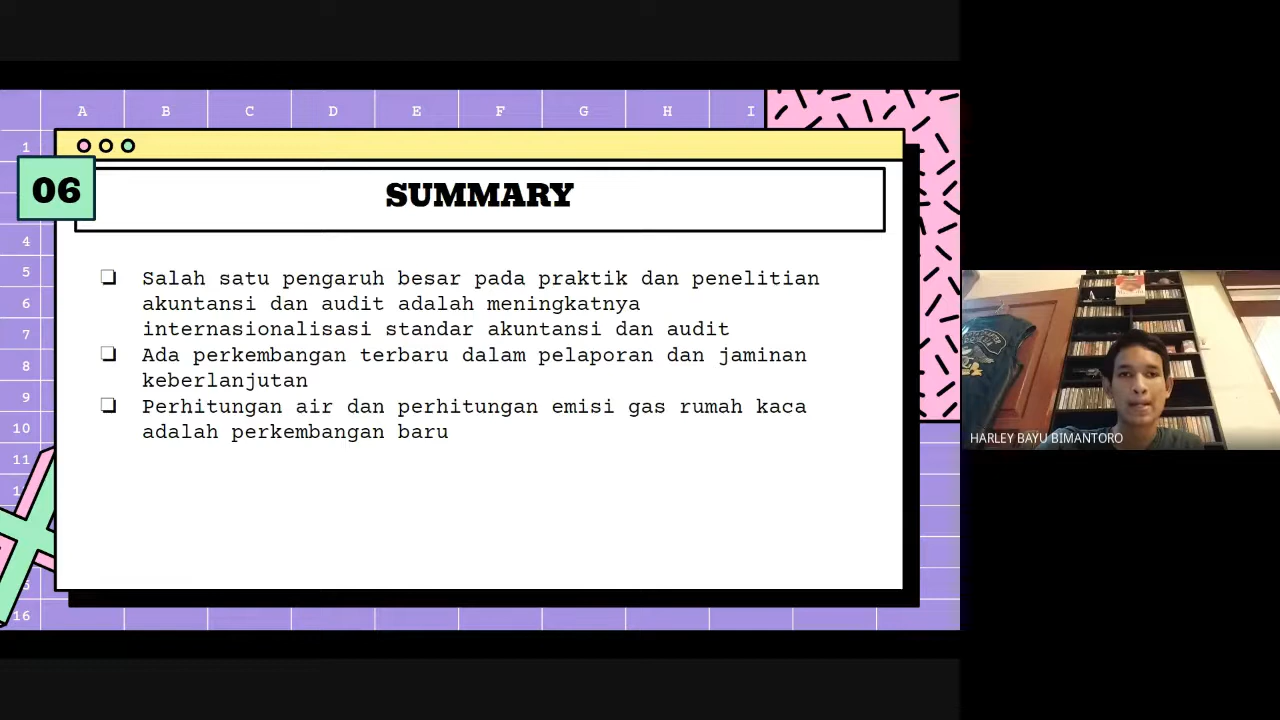 A B C D E F G H I
1
06
SUMMARY
4
5
6
7
8
9
10
11
16
Salah satu pengaruh besar pada praktik dan penelitian
akuntansi dan audit adalah meningkatnya
internasionalisasi standar akuntansi dan audit
Ada perkembangan terbaru dalam pelaporan dan jaminan
keberlanjutan
Perhitungan air dan perhitungan emisi gas rumah kaca
adalah perkembangan baru
HARLEY BAYU BIMANTORO